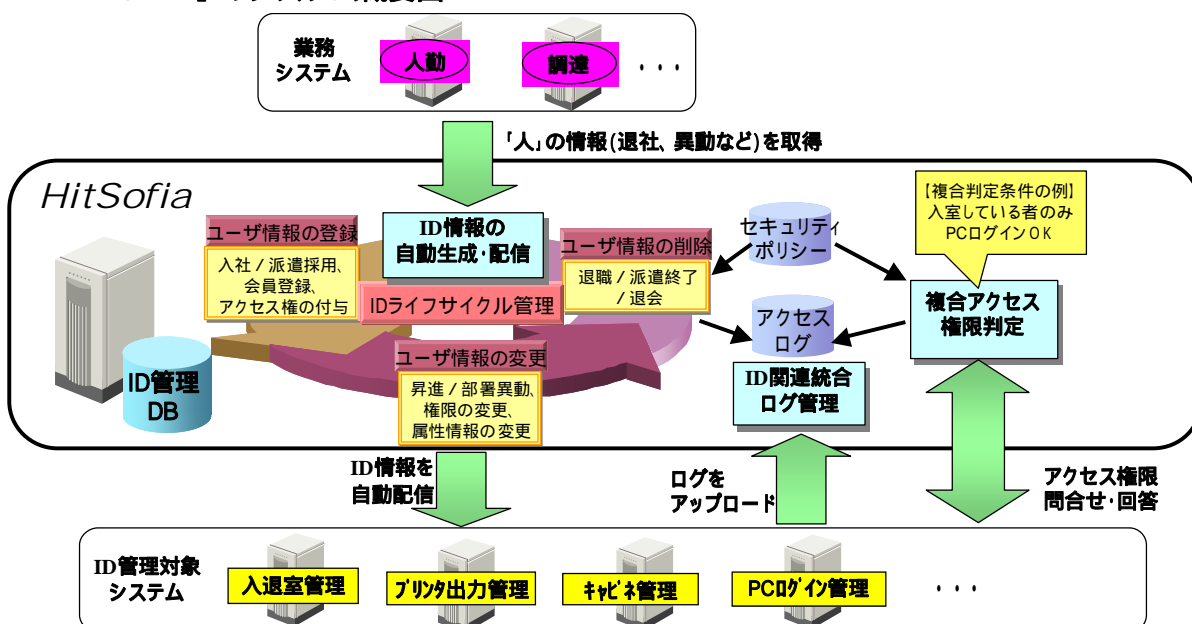 業務
システム
人勤
調達
・・・
「人」の情報(退社、異動など)を取得
HitSofia
【複合判定条件の例】
入室している者のみ
PCログインOK
ユーザ情報の登録
入社/派遣採用、
会員登録、
アクセス権の付与
ID情報の
自動生成・配信
IDライフサイクル管理
ユーザ情報の削除
退職/派遣終了
/退会
セキュリティ
ポリシー
複合アクセス
権限判定
アクセス
ログ
ID管理
DB
ユーザ情報の変更
昇進/部署異動、
権限の変更、
属性情報の変更
ID関連統合
ログ管理
ID情報を
自動配信
ログを
アップロード
アクセス権限
問合せ・回答
ID管理対象
システム
入退室管理
プリンタ出力管理
キャビネ管理
PCログイン管理
・・・